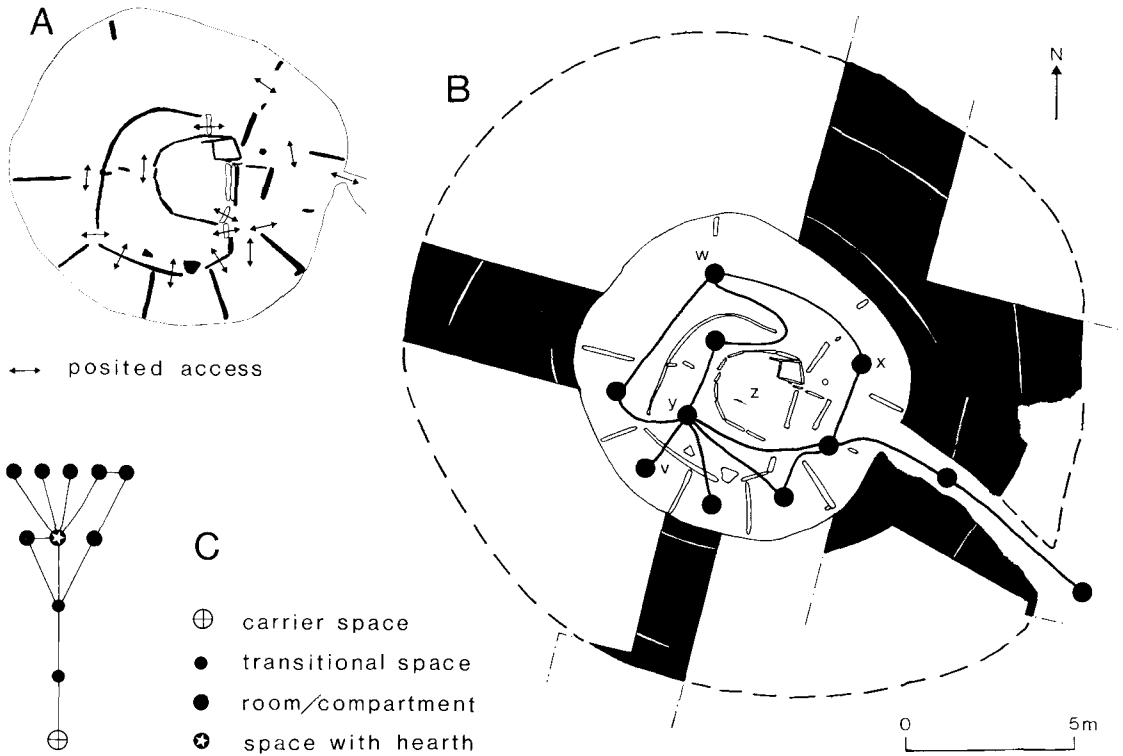 A
B
N
posited access
w
x
z
y
v
C
carrier space
transitional space
room/compartment
space with hearth
0 5m